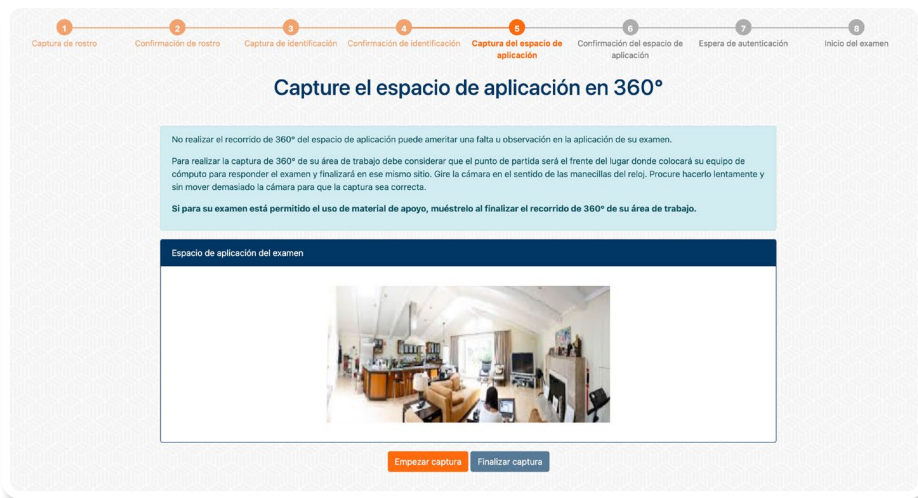 1
Captura de rostro
2
Confirmación de rostro
3
Captura de identificación
4
Confirmación de identificación
5
Captura del espacio de
aplicación
6
Confirmación del espacio de
aplicación
7
Espera de autenticación
8
Inicio del examen
Capture el espacio de aplicación en 360°
No realizar el recorrido de 360° del espacio de aplicación puede ameritar una falta u observación en la aplicación de su examen.
Para realizar la captura de 360° de su área de trabajo debe considerar que el punto de partida será el frente del lugar donde colocará su equipo de
cómputo para responder el examen y finalizará en ese mismo sitio. Gire la cámara en el sentido de las manecillas del reloj. Procure hacerlo lentamente y
sin mover demasiado la cámara para que la captura sea correcta.
Si para su examen está permitido el uso de material de apoyo, muéstrelo al finalizar el recorrido de 360° de su área de trabajo.
Espacio de aplicación del examen
Empezar captura
Finalizar captura